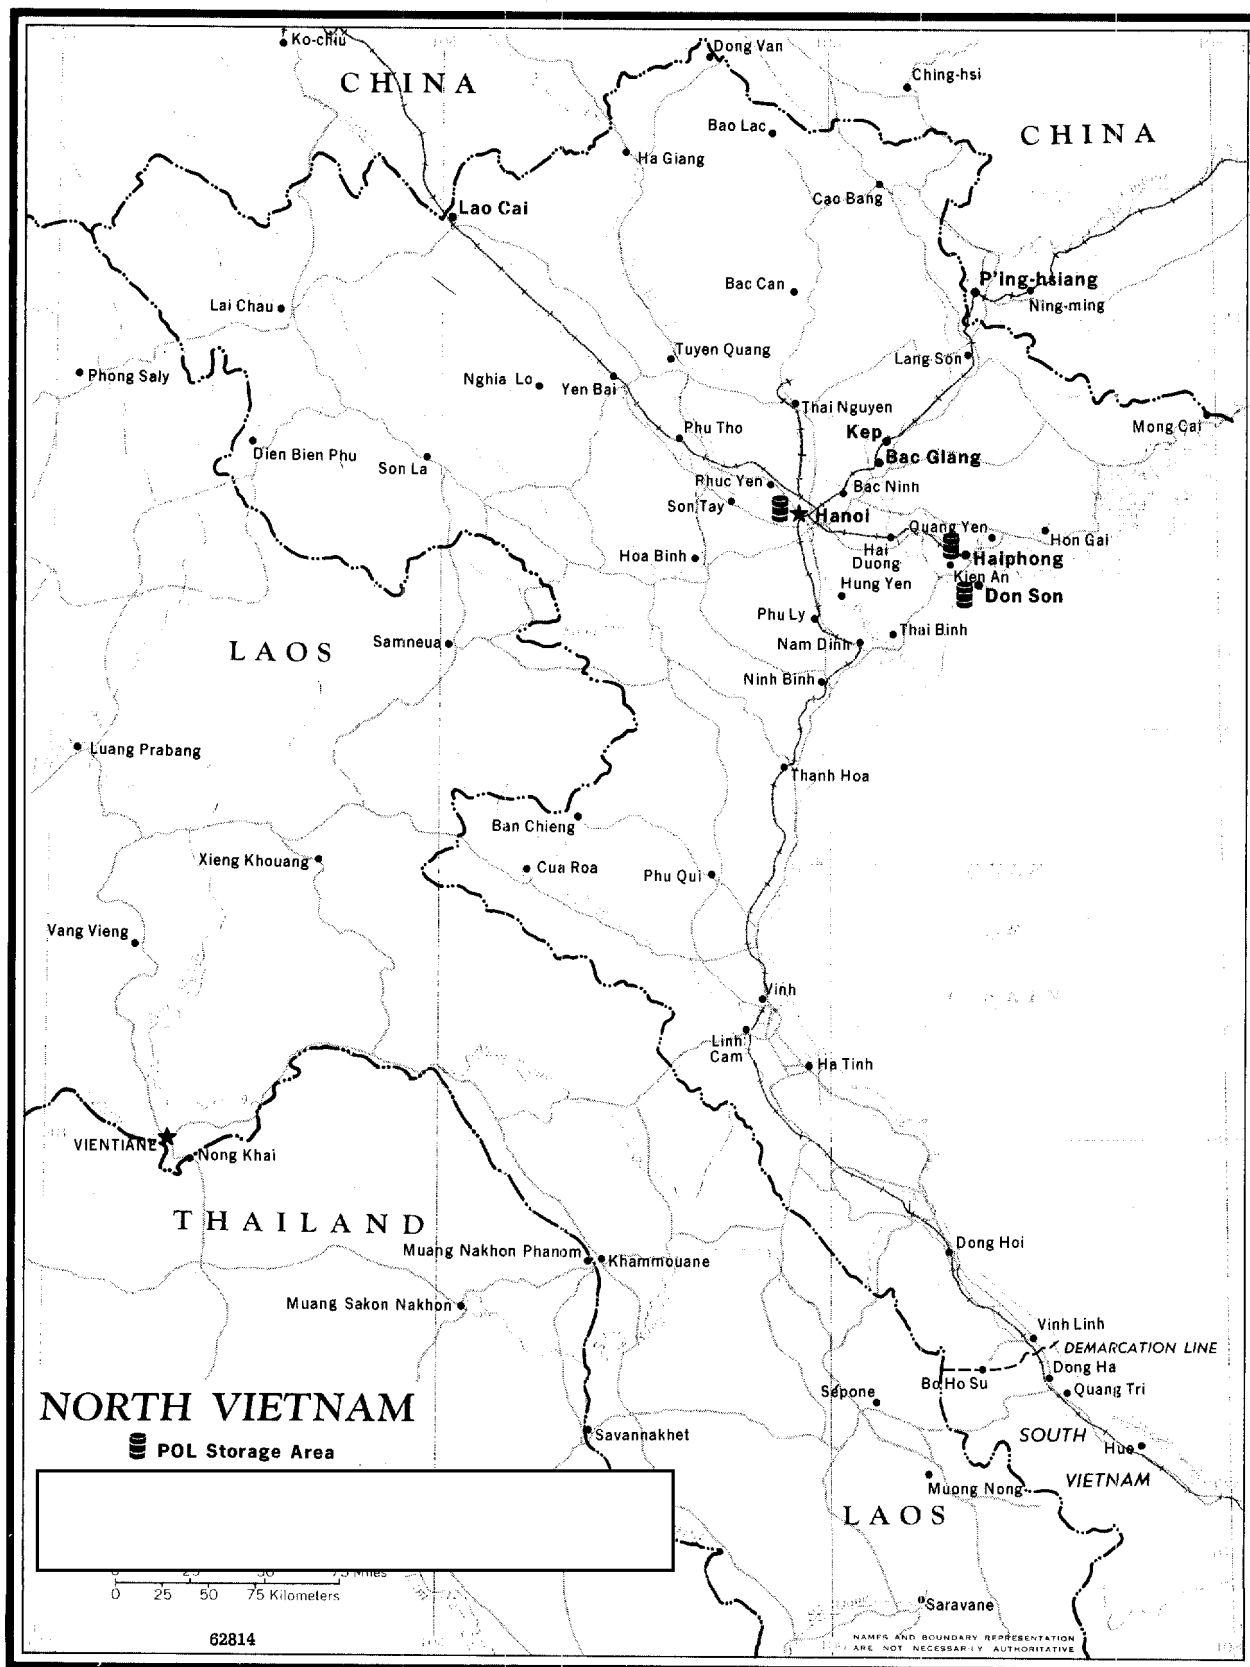 Ko-chiu
Dong Van
CHINA
Ching-hsi
Bao Lac
CHINA
Ha Giang
Cao Bang
Lao Cai
P'ing-hsiang
Bac Can
Ning-ming
Lai Chau
Tuyen Quang
Lang Son
Phong Saly
Nghia Lo
Yen Bai
Thai Nguyen
Mong Cai
Phu Tho
Kep
Dien Bien Phu
Son La
Bac Giang
Phuc Yen
Bac Ninh
Son Tay
Hanoi
Quang Yen
Hon Gai
Hai
Duong
Hoa Binh
Haiphong
Kien An
Hung Yen
Don Son
Phu Ly
Thai Binh
Samneua
Nam Dinh
LAOS
Ninh Binh
Luang Prabang
Thanh Hoa
Ban Chieng
Xieng Khouang
Cua Roa
Phu Qui
Vang Vieng
Vinh
Linh
Cam
Ha Tinh
VIENTIANE
Nong Khai
THAILAND
Dong Hoi
Muang Nakhon Phanom
Khammouane
Muang Sakon Nakhon
Vinh Linh
DEMARCATION LINE
Dong Ha
Bo Ho Su
Sepone
Quang Tri
NORTH VIETNAM
SOUTH
Savannakhet
Hue
POL Storage Area
VIETNAM
Muong Nong
LAOS
0 25 50 75 Miles
0 25 50 75 Kilometers
Saravane
62814
NAMES AND BOUNDARY REPRESENTATION
ARE NOT NECESSARILY AUTHORITATIVE